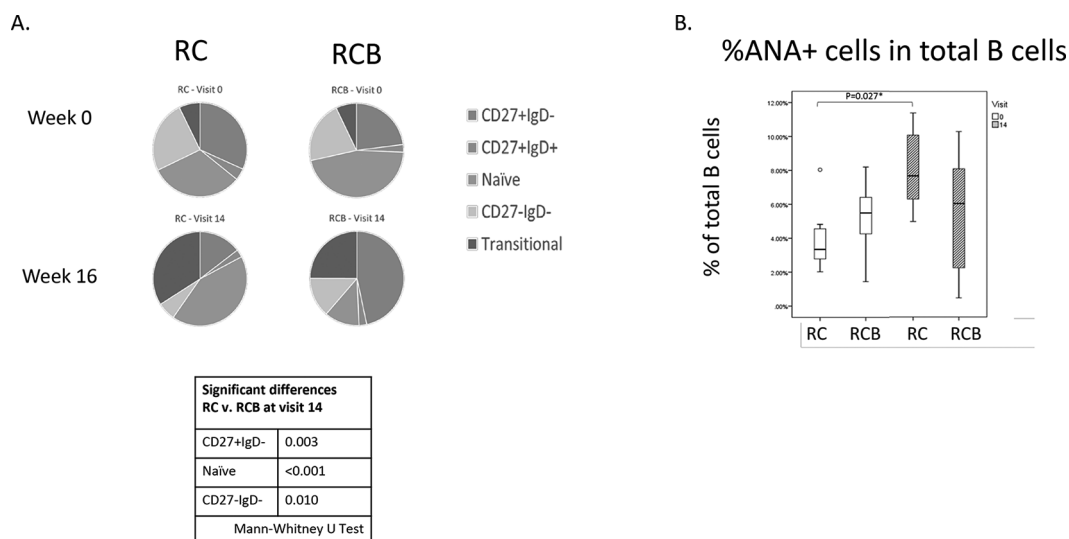 A.
RC
RCB
Week 0
RC - Visit 0
RCB - Visit 0
CD27+IgD-
CD27+IgD+
Naïve
CD27-IgD-
Transitional
Week 16
RC - Visit 14
RCB - Visit 14
Significant differences
RC v. RCB at visit 14
CD27+IgD- 0.003
Naïve <0.001
CD27-IgD- 0.010
Mann-Whitney U Test
B.
%ANA+ cells in total B cells
% of total B cells
P=0.027*
12.00%
10.00%
8.00%
6.00%
4.00%
2.00%
.00%
RC RCB RC RCB
Visit
0
14